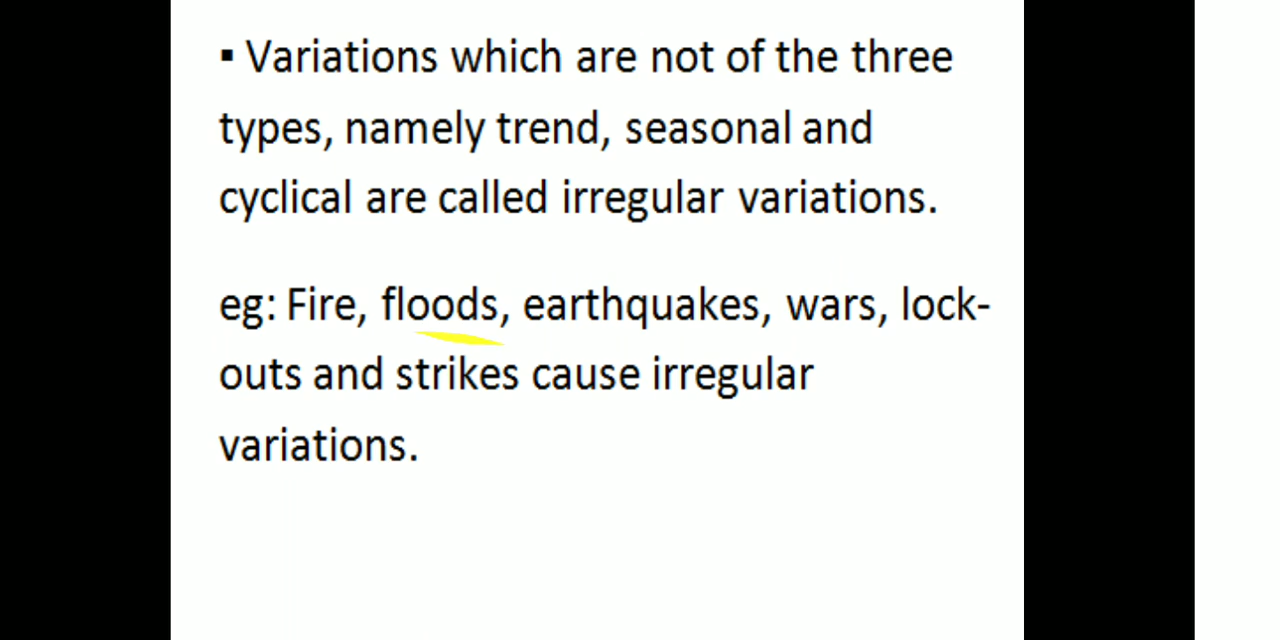 ▪ Variations which are not of the three
types, namely trend, seasonal and
cyclical are called irregular variations.
eg: Fire, floods, earthquakes, wars, lock-
outs and strikes cause irregular
variations.